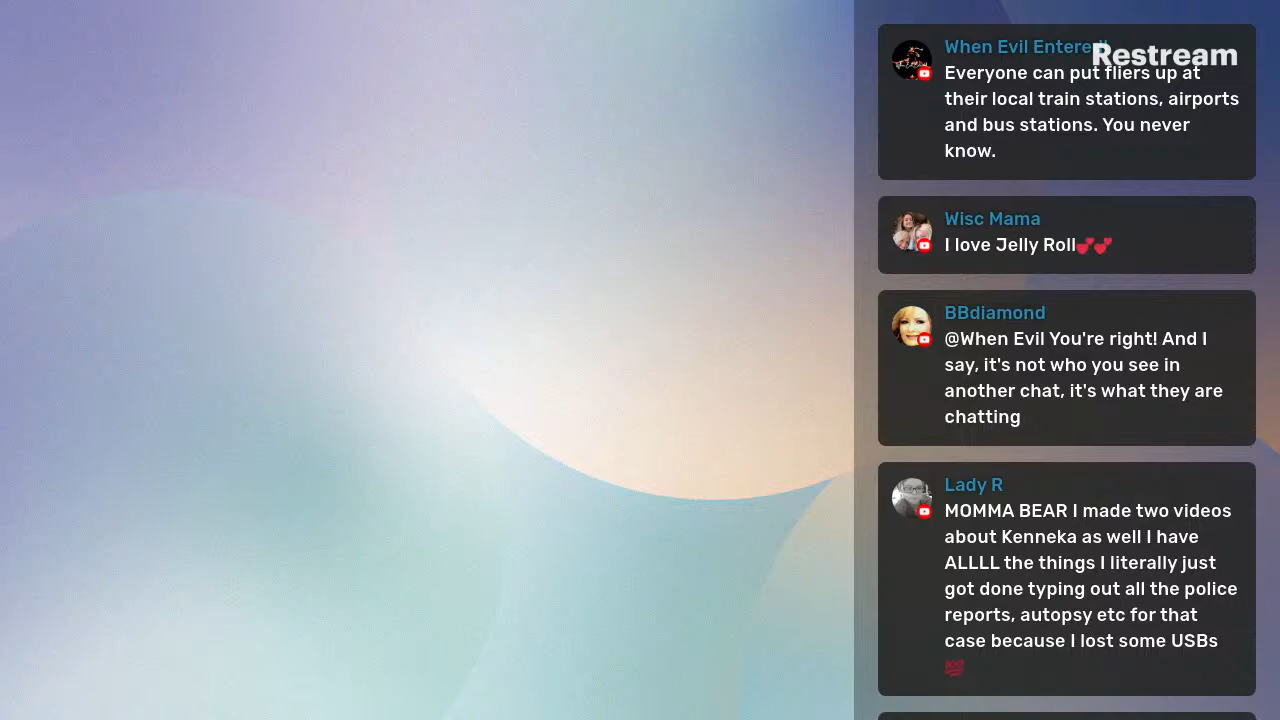 When Evil Entered!
Restream
Everyone can put fliers up at
their local train stations, airports
and bus stations. You never
know.
Wisc Mama
I love Jelly Roll💕💕
BBdiamond
@When Evil You're right! And I
say, it's not who you see in
another chat, it's what they are
chatting
Lady R
MOMMA BEAR I made two videos
about Kenneka as well I have
ALLLL the things I literally just
got done typing out all the police
reports, autopsy etc for that
case because I lost some USBs
💯